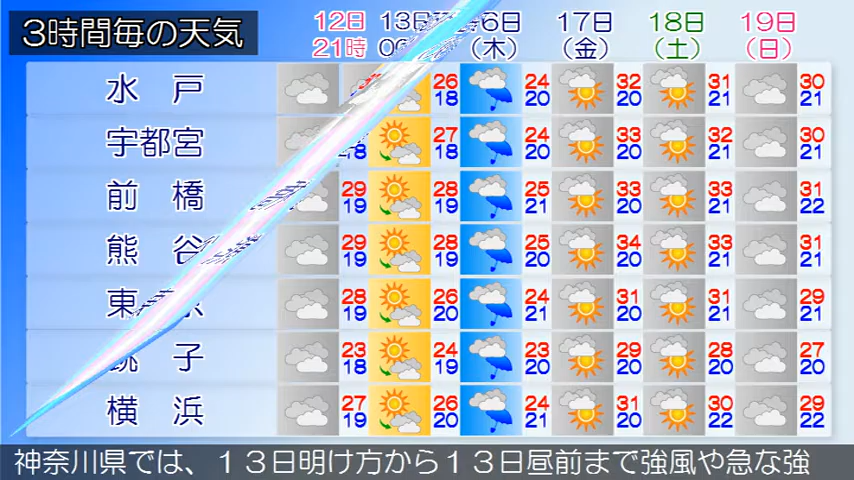 3時間毎の天気
12日 13日 6日 17日 18日 19日
21時 (木) (金) (土) (日)
水戸 26 24 32 31 30
18 20 20 21 21
宇都宮 27 24 33 32 30
18 18 20 20 21 21
前橋 29 28 25 33 33 31
19 19 21 20 21 22
熊谷 29 28 25 34 33 31
19 19 20 20 21 21
東 28 26 24 31 31 29
19 20 21 20 21 21
子 23 24 23 29 28 27
18 19 20 20 20 20
横浜 27 26 24 31 30 29
19 20 21 20 22 22
神奈川県では、１３日明け方から１３日昼前まで強風や急な強